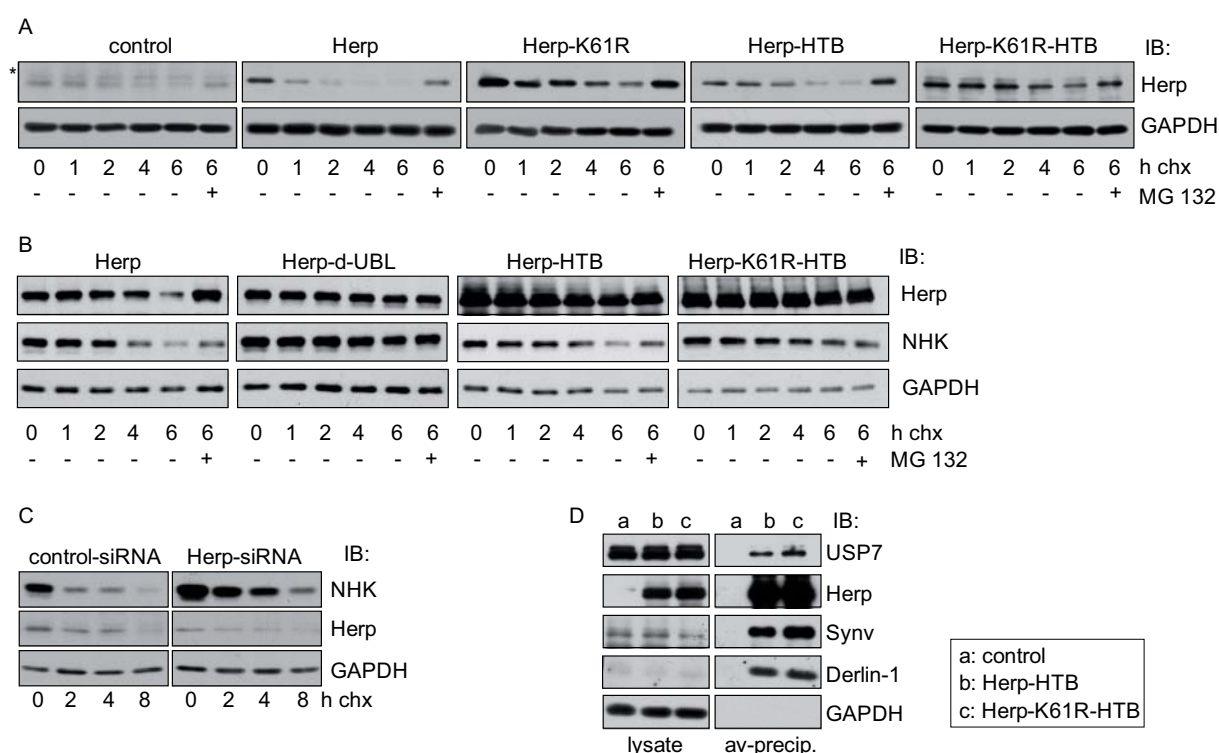 A
control Herp Herp-K61R Herp-HTB Herp-K61R-HTB IB:
* Herp
GAPDH
0 1 2 4 6 6 0 1 2 4 6 6 0 1 2 4 6 6 0 1 2 4 6 6 0 1 2 4 6 6 h chx
- - - - - + - - - - - + - - - - - + - - - - - + - - - - - + MG 132
B
Herp Herp-d-UBL Herp-HTB Herp-K61R-HTB IB:
Herp
NHK
GAPDH
0 1 2 4 6 6 0 1 2 4 6 6 0 1 2 4 6 6 0 1 2 4 6 6 h chx
- - - - - + - - - - - + - - - - - + - - - - - + MG 132
C
control-siRNA Herp-siRNA IB:
NHK
Herp
GAPDH
0 2 4 8 0 2 4 8 h chx
D
a b c a b c IB:
USP7
Herp
Synv
Derlin-1
GAPDH
lysate av-precip.
a: control
b: Herp-HTB
c: Herp-K61R-HTB